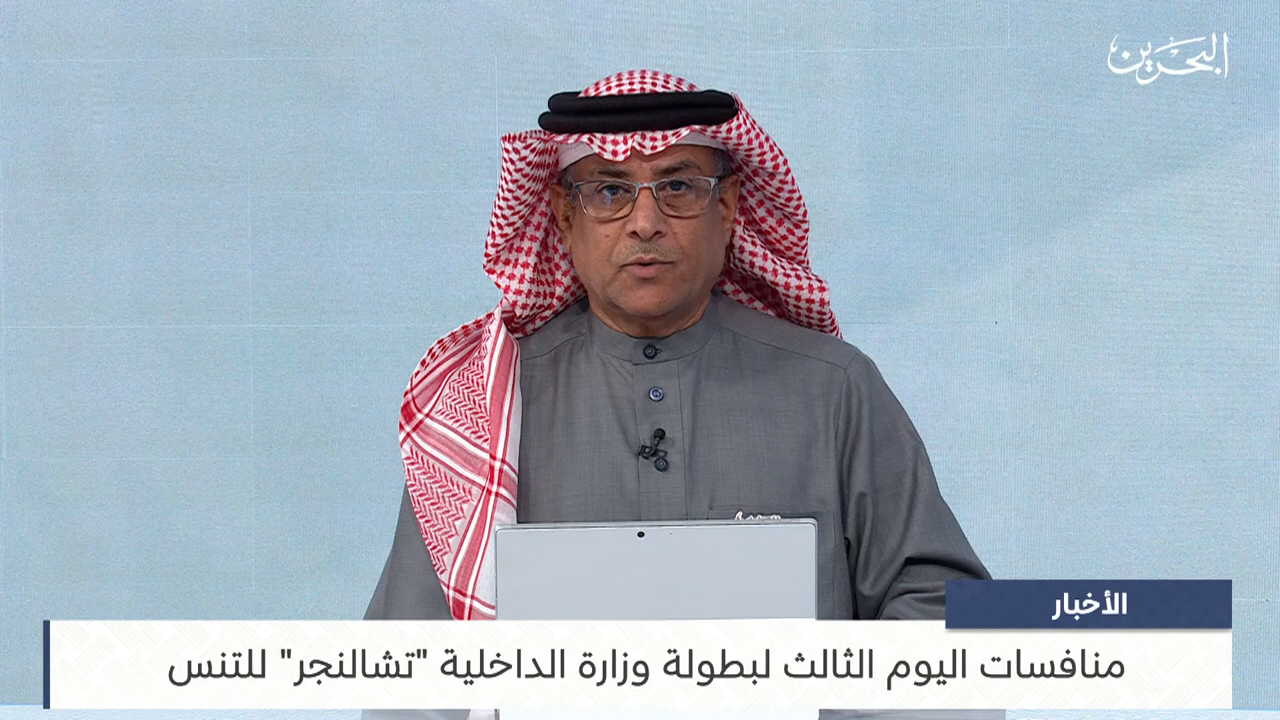 البحرين
الأخبار
منافسات اليوم الثالث لبطولة وزارة الداخلية "تشالنجر" للتنس